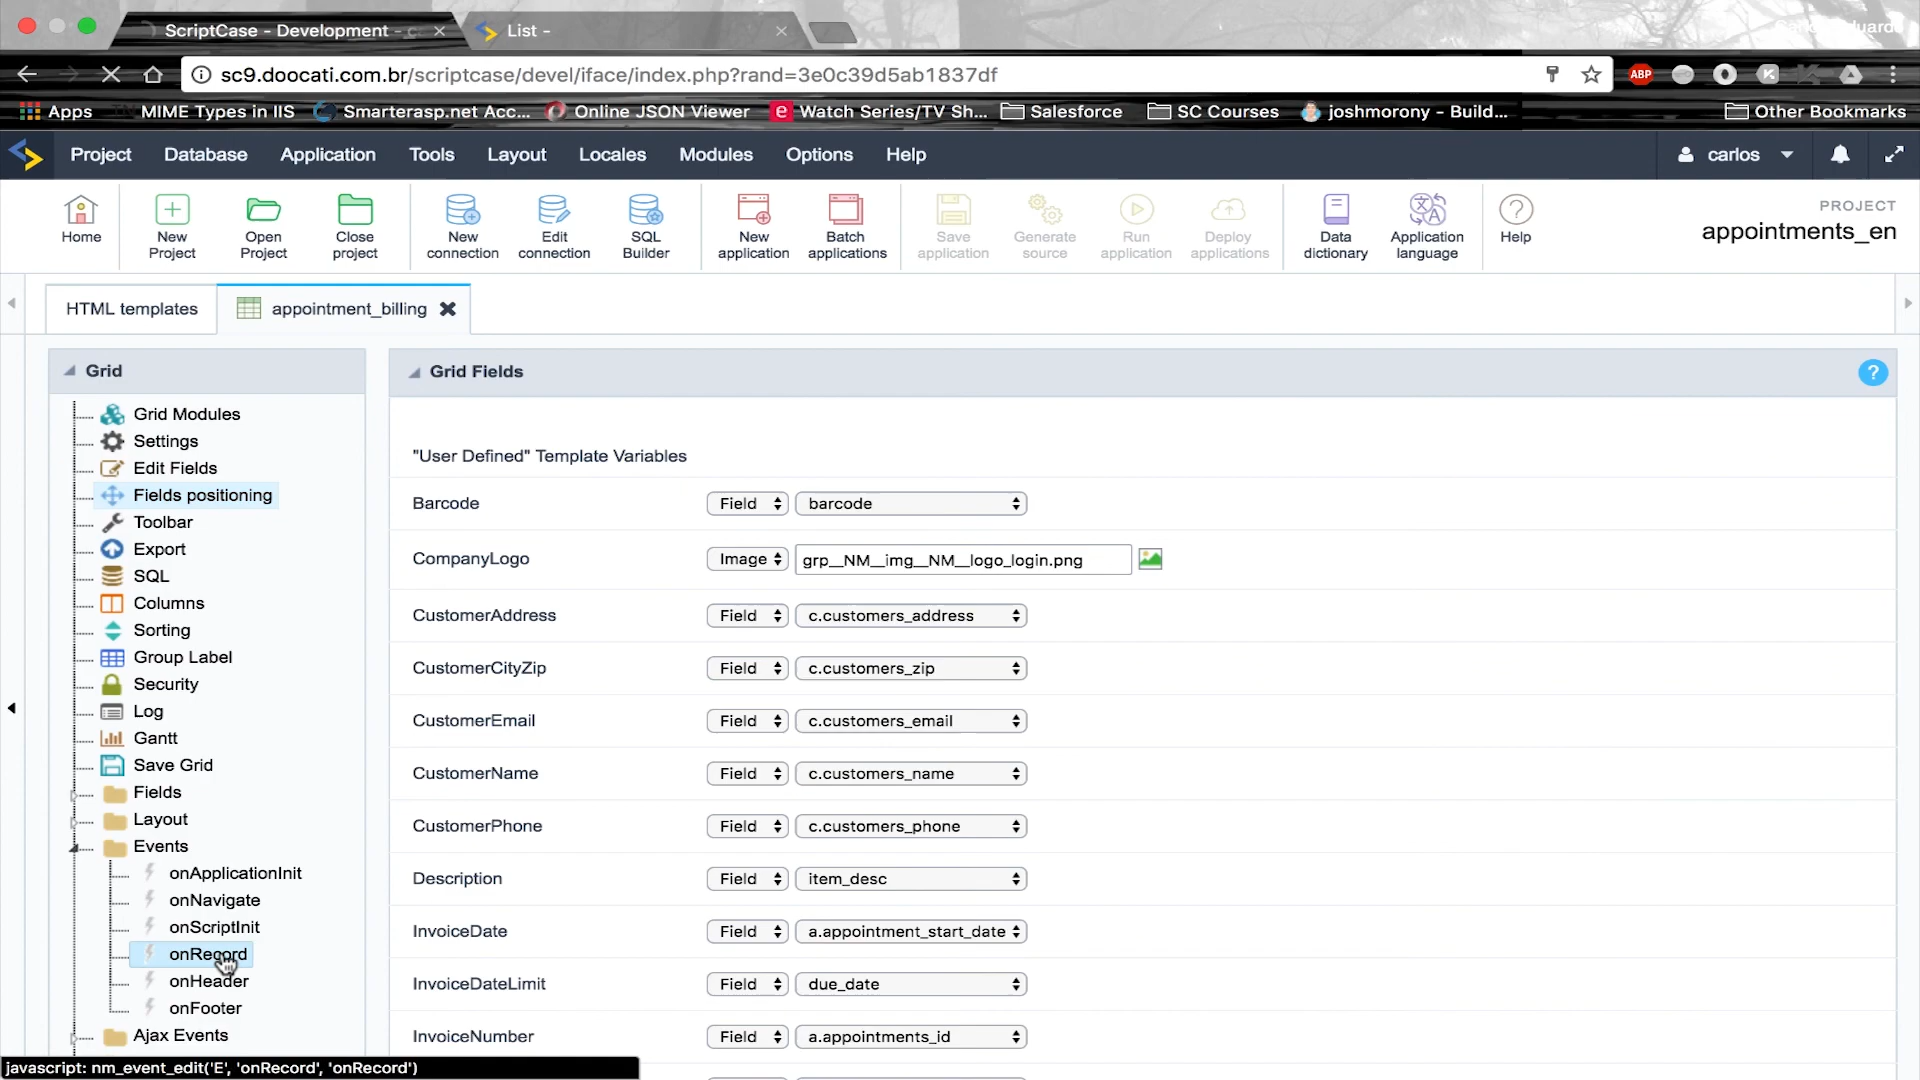 ScriptCase - Development - c
List -
sc9.doocati.com.br/scriptcase/devel/iface/index.php?rand=3e0c39d5ab1837df
ABP
Apps
MIME Types in IIS
Smarterasp.net Acc...
Online JSON Viewer
Watch Series/TV Sh...
Salesforce
SC Courses
joshmorony - Build...
Other Bookmarks
Project
Database
Application
Tools
Layout
Locales
Modules
Options
Help
carlos
Home
New
Project
Open
Project
Close
project
New
connection
Edit
connection
SQL
Builder
New
application
Batch
applications
Save
application
Generate
source
Run
application
Deploy
applications
Data
dictionary
Application
language
Help
PROJECT
appointments_en
HTML templates
appointment_billing
Grid
Grid Modules
Settings
Edit Fields
Fields positioning
Toolbar
Export
SQL
Columns
Sorting
Group Label
Security
Log
Gantt
Save Grid
Fields
Layout
Events
onApplicationInit
onNavigate
onScriptInit
onRecord
onHeader
onFooter
Ajax Events
Grid Fields
"User Defined" Template Variables
Barcode Field barcode
CompanyLogo Image grp__NM__img__NM__logo_login.png
CustomerAddress Field c.customers_address
CustomerCityZip Field c.customers_zip
CustomerEmail Field c.customers_email
CustomerName Field c.customers_name
CustomerPhone Field c.customers_phone
Description Field item_desc
InvoiceDate Field a.appointment_start_date
InvoiceDateLimit Field due_date
InvoiceNumber Field a.appointments_id
javascript: nm_event_edit('E', 'onRecord', 'onRecord')